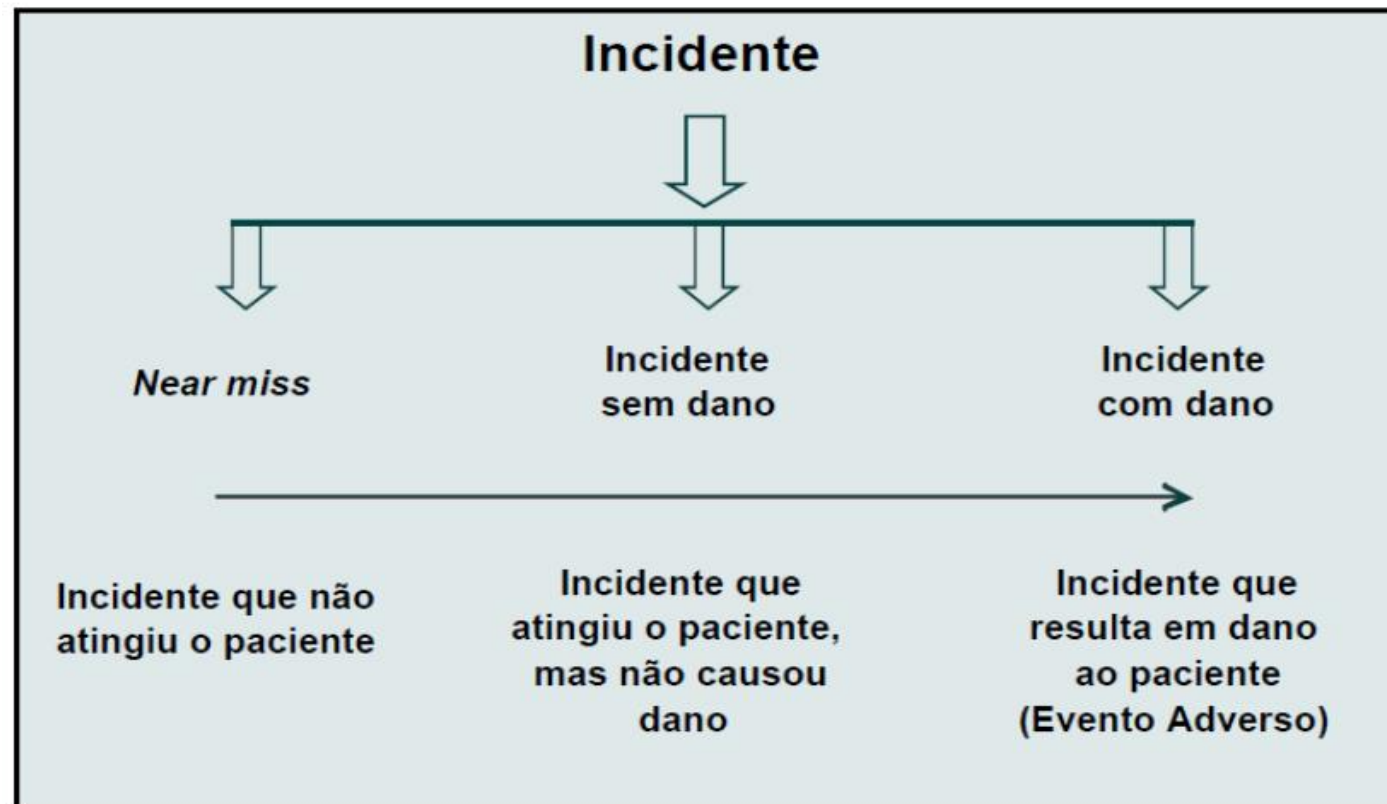 Incidente
Near miss
Incidente
sem dano
Incidente
com dano
Incidente que não
atingiu o paciente
Incidente que
atingiu o paciente,
mas não causou
dano
Incidente que
resulta em dano
ao paciente
(Evento Adverso)